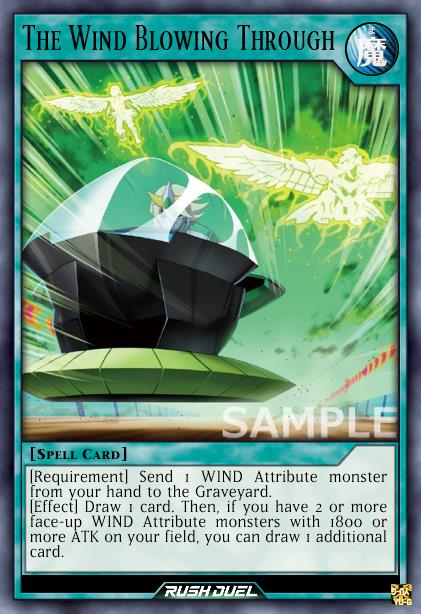 THE WIND BLOWING THROUGH
ま
魔
SAMPLE
[SPELL CARD]
[Requirement] Send 1 WIND Attribute monster
from your hand to the Graveyard.
[Effect] Draw 1 card. Then, if you have 2 or more
face-up WIND Attribute monsters with 1800 or
more ATK on your field, you can draw 1 additional
card.
RUSH DUEL